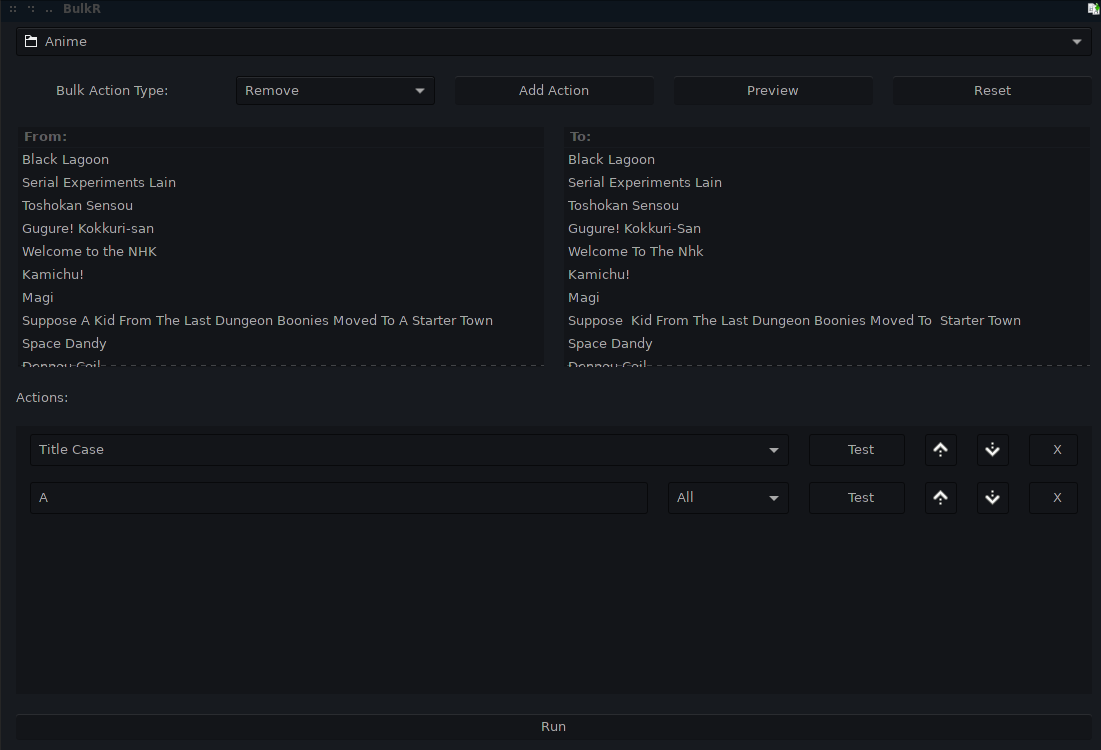 BulkR
Anime
Bulk Action Type: Remove Add Action Preview Reset
From: To:
Black Lagoon Black Lagoon
Serial Experiments Lain Serial Experiments Lain
Toshokan Sensou Toshokan Sensou
Gugure! Kokkuri-san Gugure! Kokkuri-San
Welcome to the NHK Welcome To The Nhk
Kamichu! Kamichu!
Magi Magi
Suppose A Kid From The Last Dungeon Boonies Moved To A Starter Town Suppose  Kid From The Last Dungeon Boonies Moved To  Starter Town
Space Dandy Space Dandy
Dennou Coil Dennou Coil
Actions:
Title Case Test X
A All Test X
Run